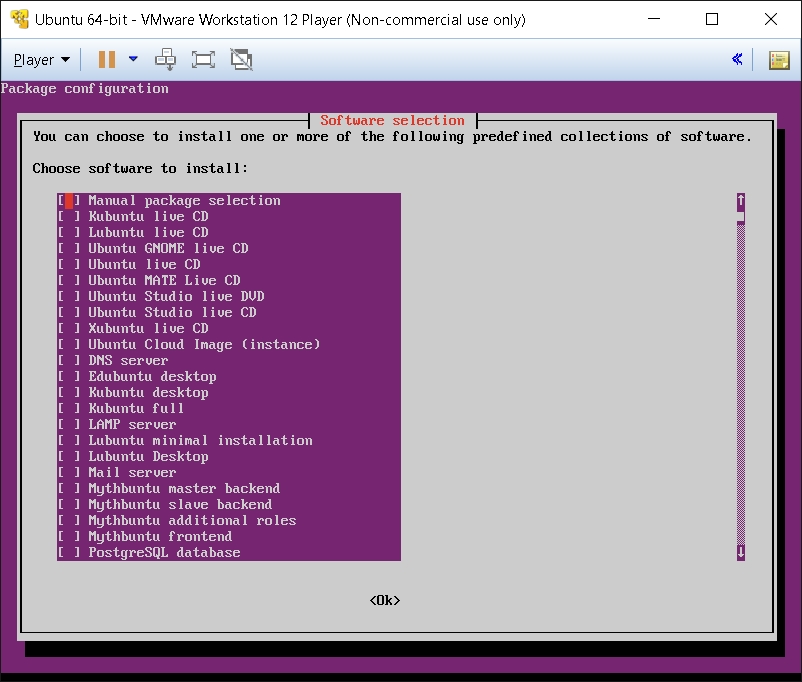 Ubuntu 64-bit - VMware Workstation 12 Player (Non-commercial use only)
Player
Package configuration
Software selection
You can choose to install one or more of the following predefined collections of software.
Choose software to install:
[ ] Manual package selection
[ ] Kubuntu live CD
[ ] Lubuntu live CD
[ ] Ubuntu GNOME live CD
[ ] Ubuntu live CD
[ ] Ubuntu MATE Live CD
[ ] Ubuntu Studio live DVD
[ ] Ubuntu Studio live CD
[ ] Xubuntu live CD
[ ] Ubuntu Cloud Image (instance)
[ ] DNS server
[ ] Edubuntu desktop
[ ] Kubuntu desktop
[ ] Kubuntu full
[ ] LAMP server
[ ] Lubuntu minimal installation
[ ] Lubuntu Desktop
[ ] Mail server
[ ] Mythbuntu master backend
[ ] Mythbuntu slave backend
[ ] Mythbuntu additional roles
[ ] Mythbuntu frontend
[ ] PostgreSQL database
<Ok>